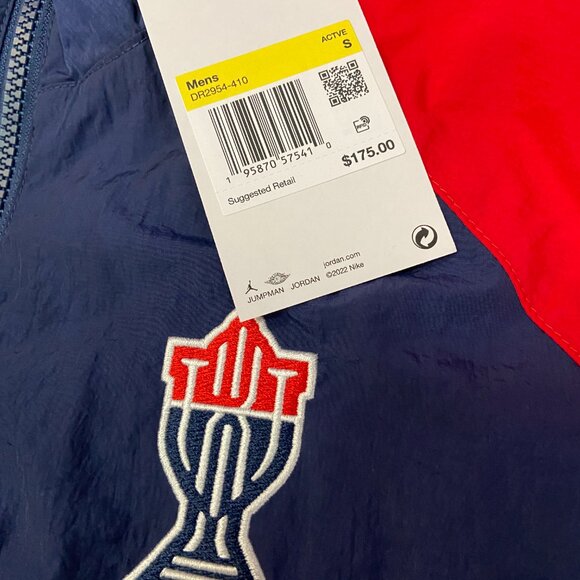 ACTVE
S
Mens
DR2954-410
1 95870 57541 0
Suggested Retail
$175.00
JUMPMAN JORDAN
jordan.com
©2022 Nike